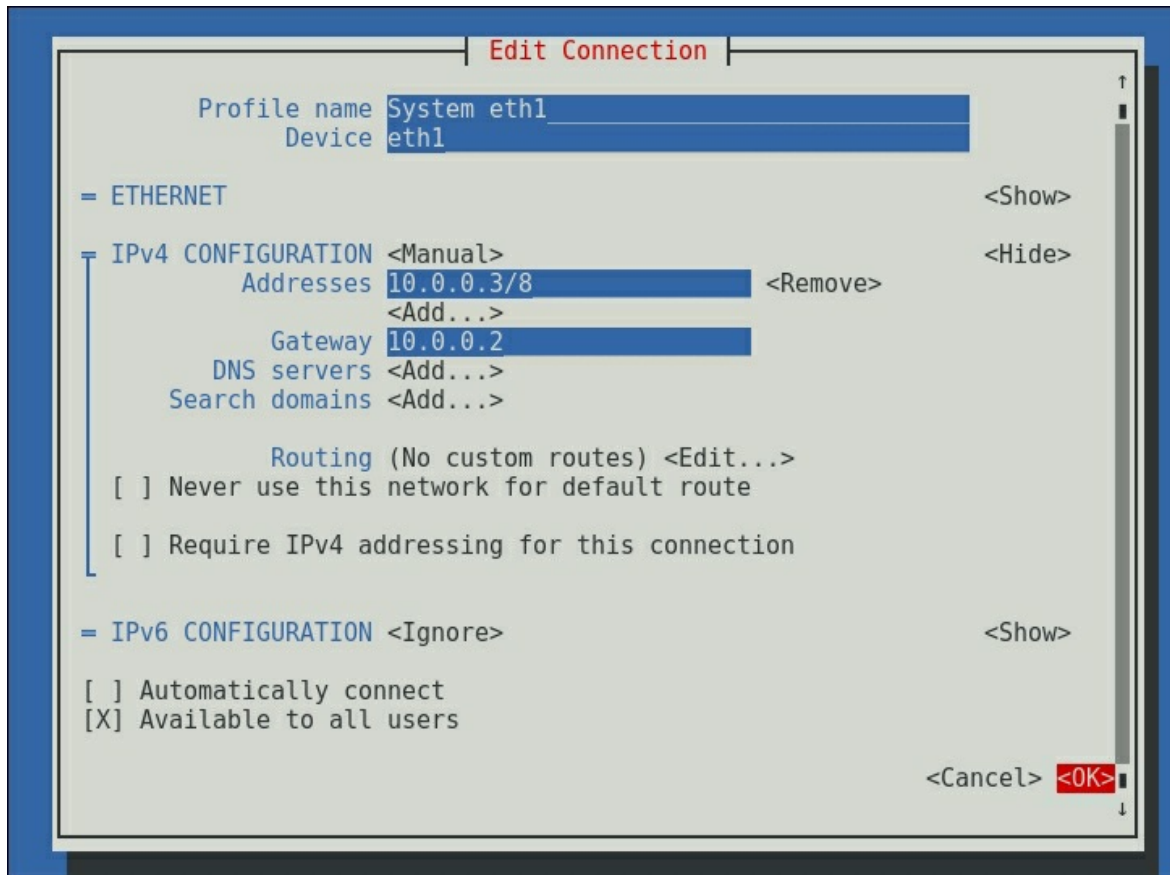 Edit Connection
Profile name System eth1
Device eth1
= ETHERNET <Show>
IPv4 CONFIGURATION <Manual> <Hide>
Addresses 10.0.0.3/8 <Remove>
<Add...>
Gateway 10.0.0.2
DNS servers <Add...>
Search domains <Add...>
Routing (No custom routes) <Edit...>
[ ] Never use this network for default route
[ ] Require IPv4 addressing for this connection
= IPv6 CONFIGURATION <Ignore> <Show>
[ ] Automatically connect
[X] Available to all users
<Cancel> <OK>